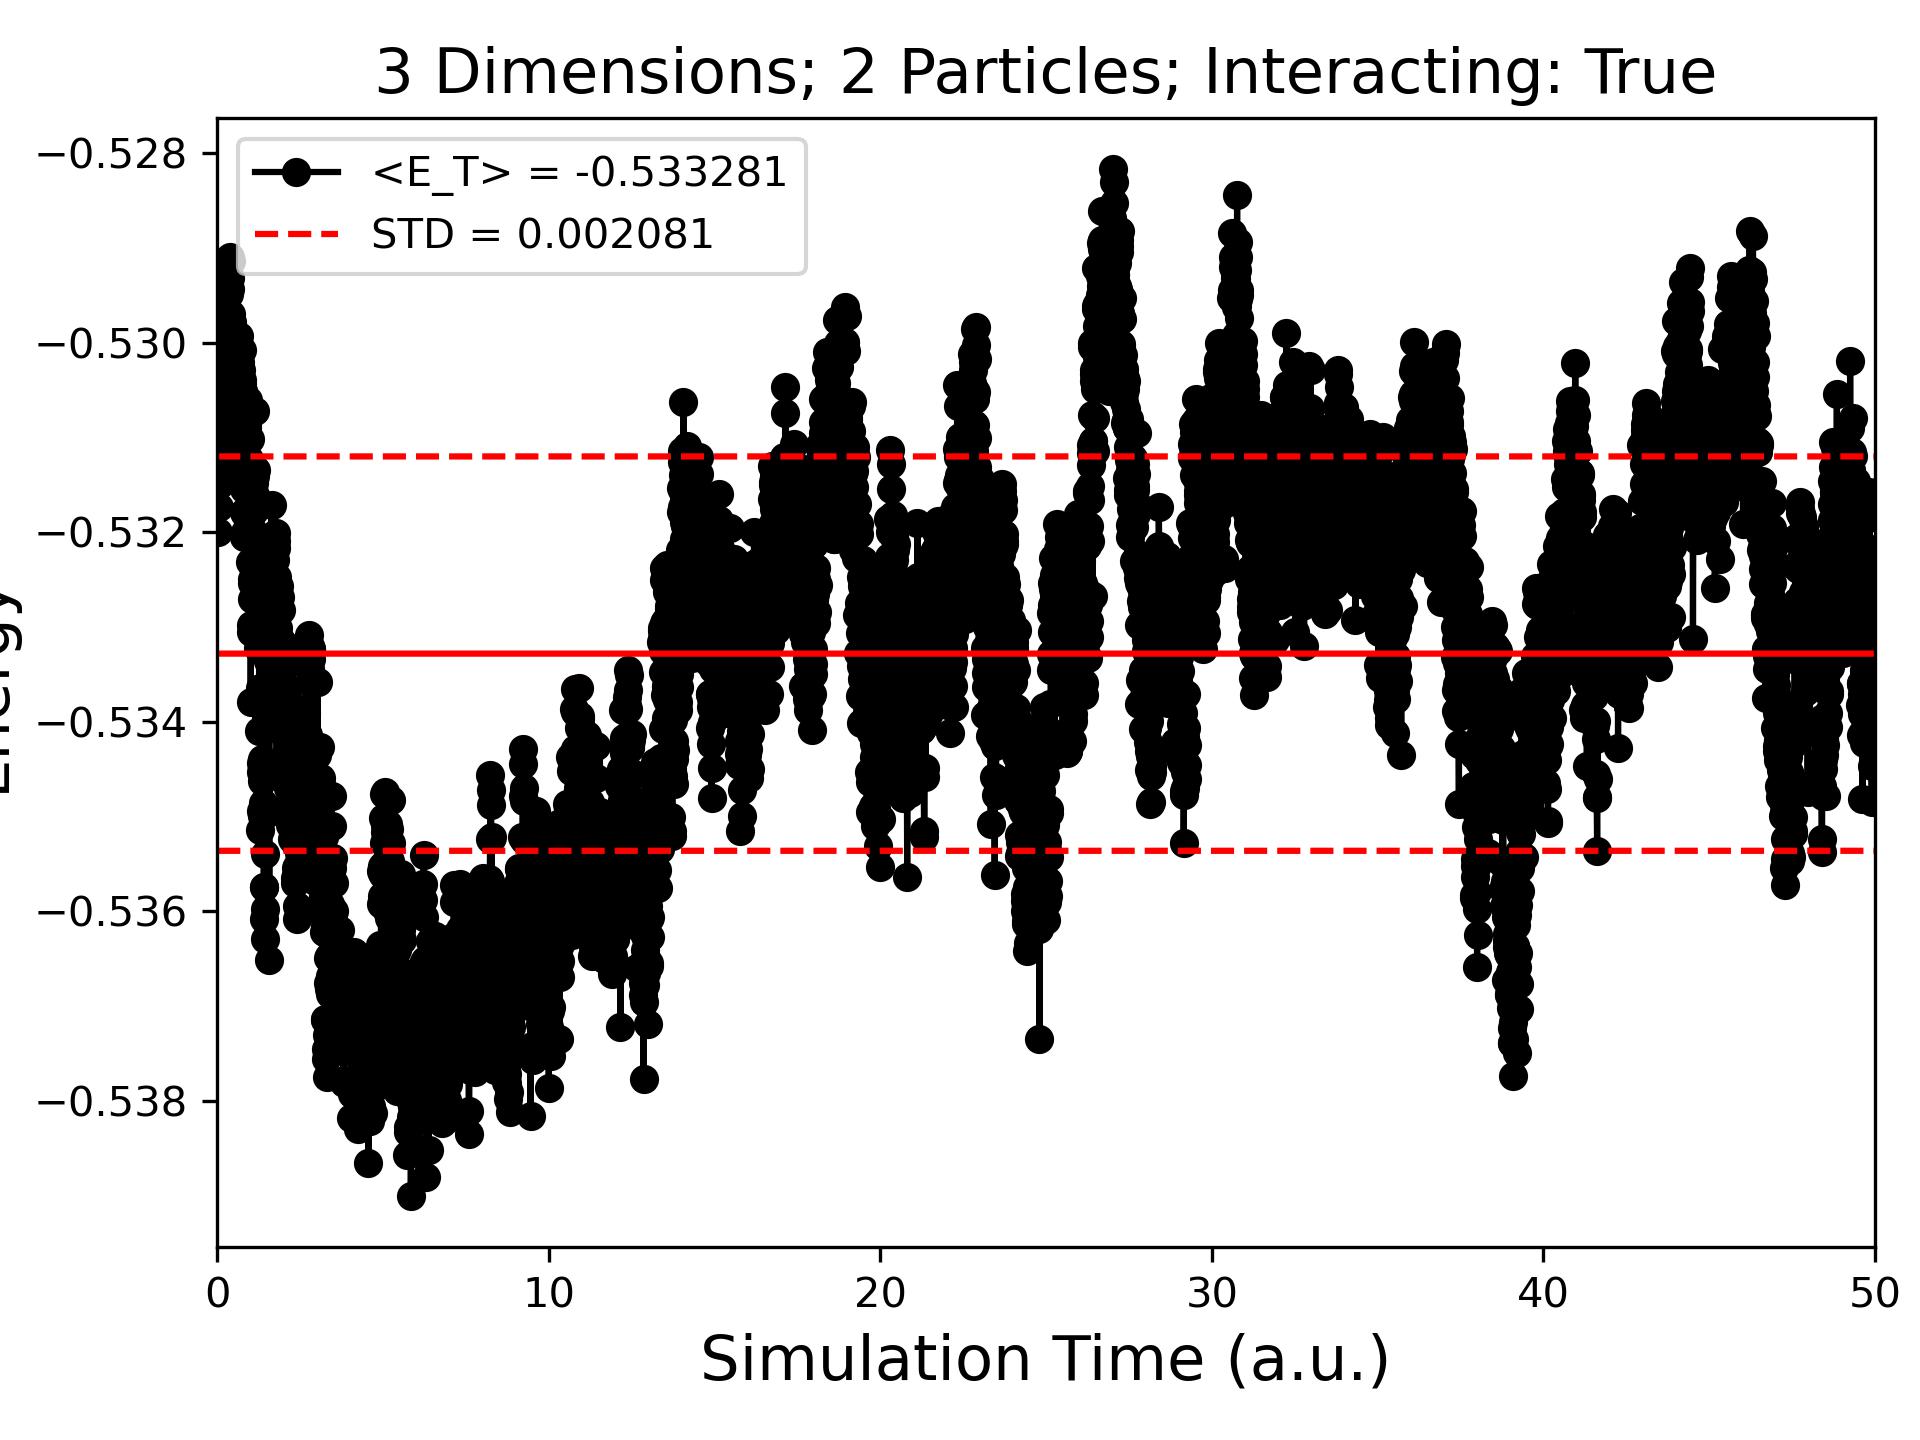 3 Dimensions; 2 Particles; Interacting: True
<E_T> = -0.533281
STD = 0.002081
−0.528
−0.530
−0.532
−0.534
−0.536
−0.538
Energy
0 10 20 30 40 50
Simulation Time (a.u.)